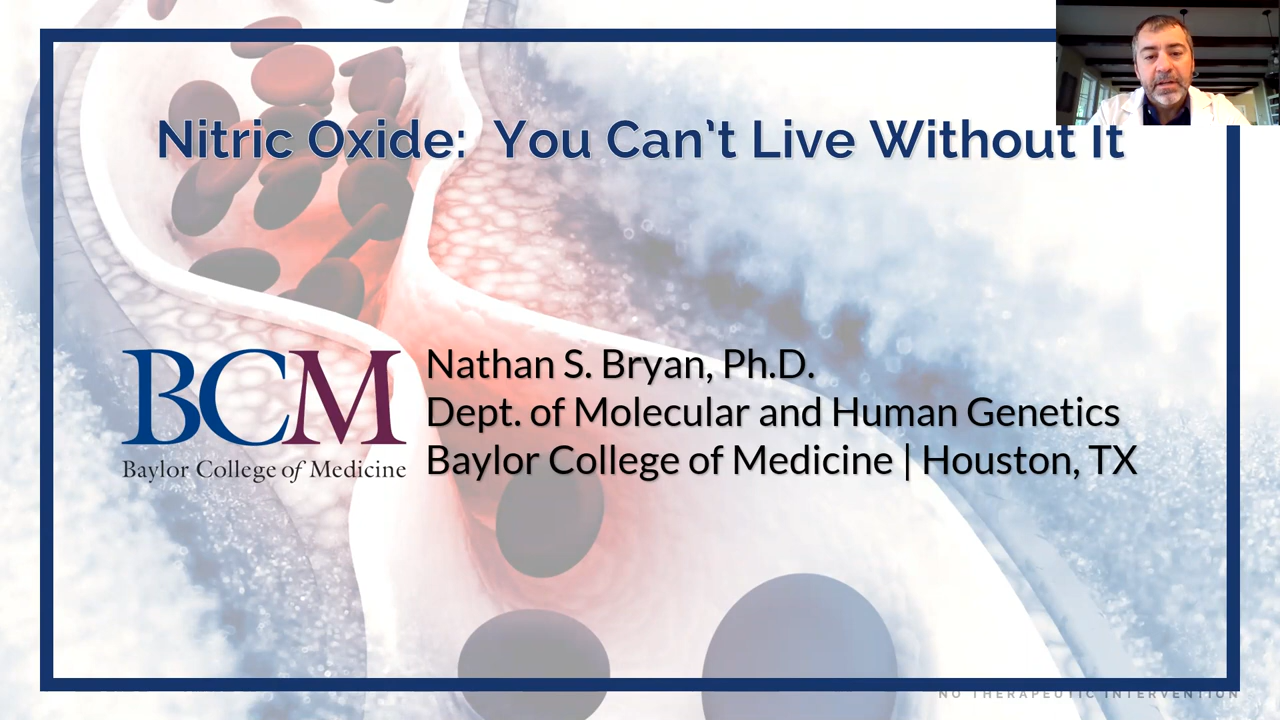 Nitric Oxide:  You Can't Live Without It
BCM
Baylor College of Medicine
Nathan S. Bryan, Ph.D.
Dept. of Molecular and Human Genetics
Baylor College of Medicine | Houston, TX
NO THERAPEUTIC INTERVENTION